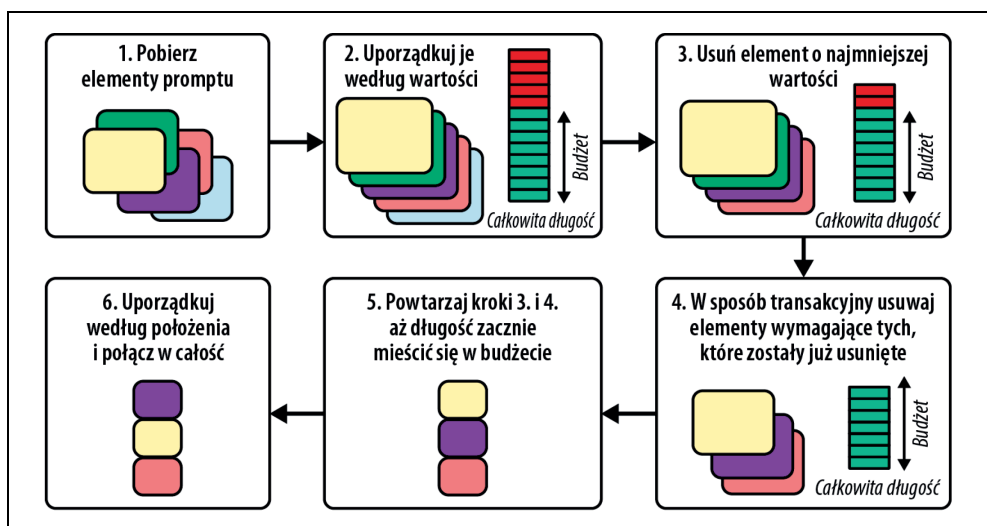 1. Pobierz
elementy promptu
2. Uporządkuj je
według wartości
Budżet
Całkowita długość
3. Usuń element o najmniejszej
wartości
Budżet
Całkowita długość
4. W sposób transakcyjny usuwaj
elementy wymagające tych,
które zostały już usunięte
Budżet
Całkowita długość
5. Powtarzaj kroki 3. i 4.
aż długość zacznie
mieścić się w budżecie
6. Uporządkuj
według położenia
i połącz w całość